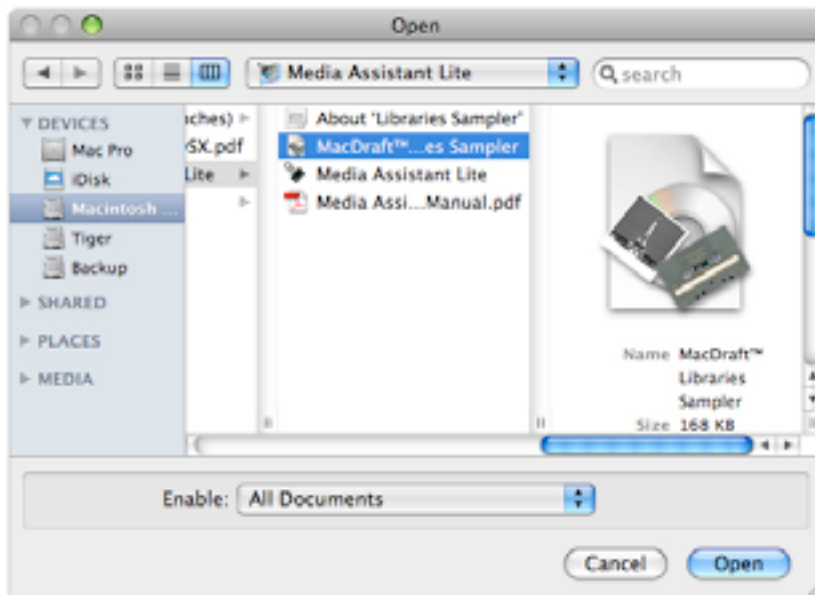 Open
Media Assistant Lite
search
DEVICES
Mac Pro
iDisk
Macintosh ...
Tiger
Backup
SHARED
PLACES
MEDIA
ches)
SX.pdf
Lite
About 'Libraries Sampler'
MacDraft™...es Sampler
Media Assistant Lite
Media Assi...Manual.pdf
Name MacDraft™
Libraries
Sampler
Size 168 KB
Enable: All Documents
Cancel Open